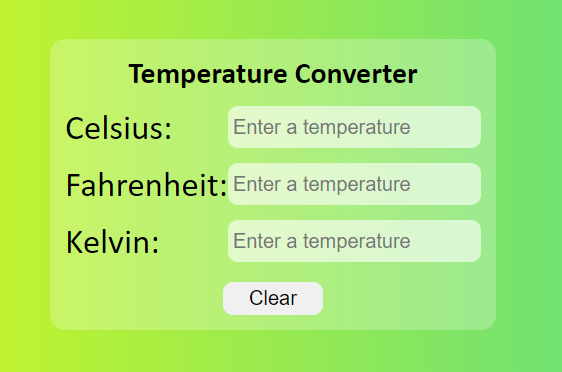 Temperature Converter
Celsius: Enter a temperature
Fahrenheit: Enter a temperature
Kelvin: Enter a temperature
Clear